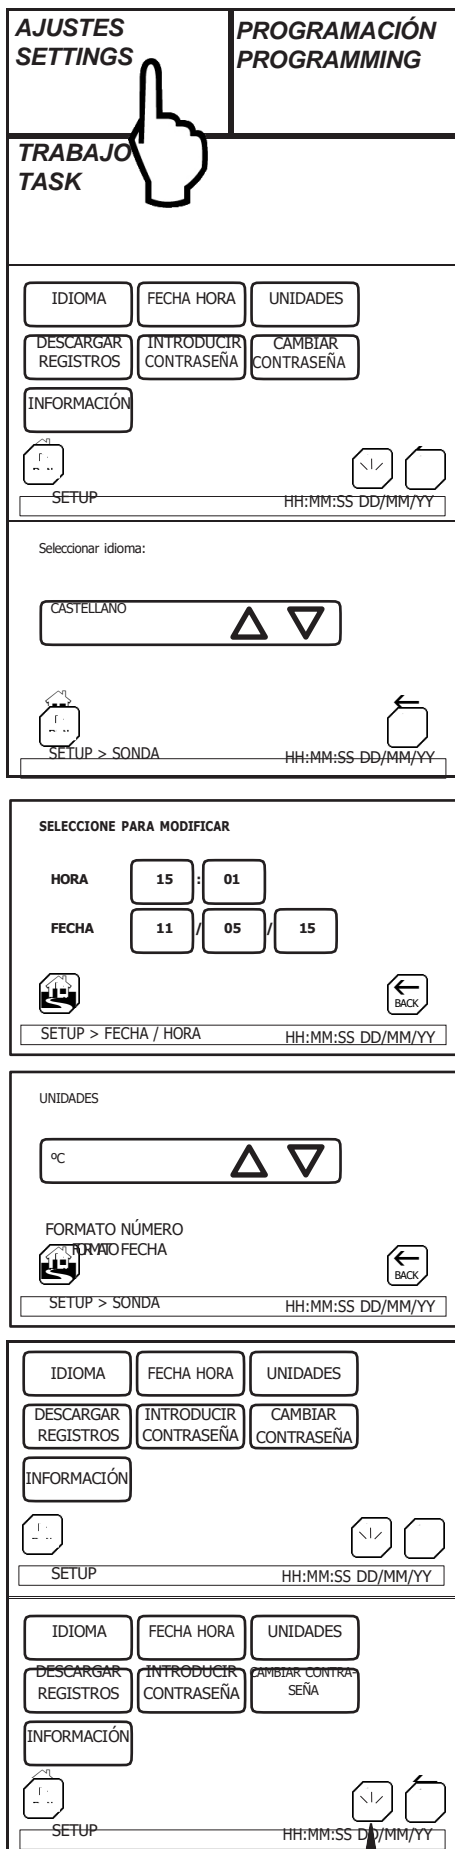 AJUSTES
SETTINGS
PROGRAMACIÓN
PROGRAMMING
TRABAJO
TASK
IDIOMA
FECHA HORA
UNIDADES
DESCARGAR
REGISTROS
INTRODUCIR
CONTRASEÑA
CAMBIAR
CONTRASEÑA
INFORMACIÓN
SETUP
HH:MM:SS DD/MM/YY
Seleccionar idioma:
CASTELLANO
SETUP > SONDA
HH:MM:SS DD/MM/YY
SELECCIONE PARA MODIFICAR
HORA 15 : 01
FECHA 11 / 05 / 15
BACK
SETUP > FECHA / HORA
HH:MM:SS DD/MM/YY
UNIDADES
ºC
FORMATO NÚMERO
FORMATO FECHA
BACK
SETUP > SONDA
HH:MM:SS DD/MM/YY
IDIOMA
FECHA HORA
UNIDADES
DESCARGAR
REGISTROS
INTRODUCIR
CONTRASEÑA
CAMBIAR
CONTRASEÑA
INFORMACIÓN
SETUP
HH:MM:SS DD/MM/YY
IDIOMA
FECHA HORA
UNIDADES
DESCARGAR
REGISTROS
INTRODUCIR
CONTRASEÑA
CAMBIAR CONTRA-
SEÑA
INFORMACIÓN
SETUP
HH:MM:SS DD/MM/YY